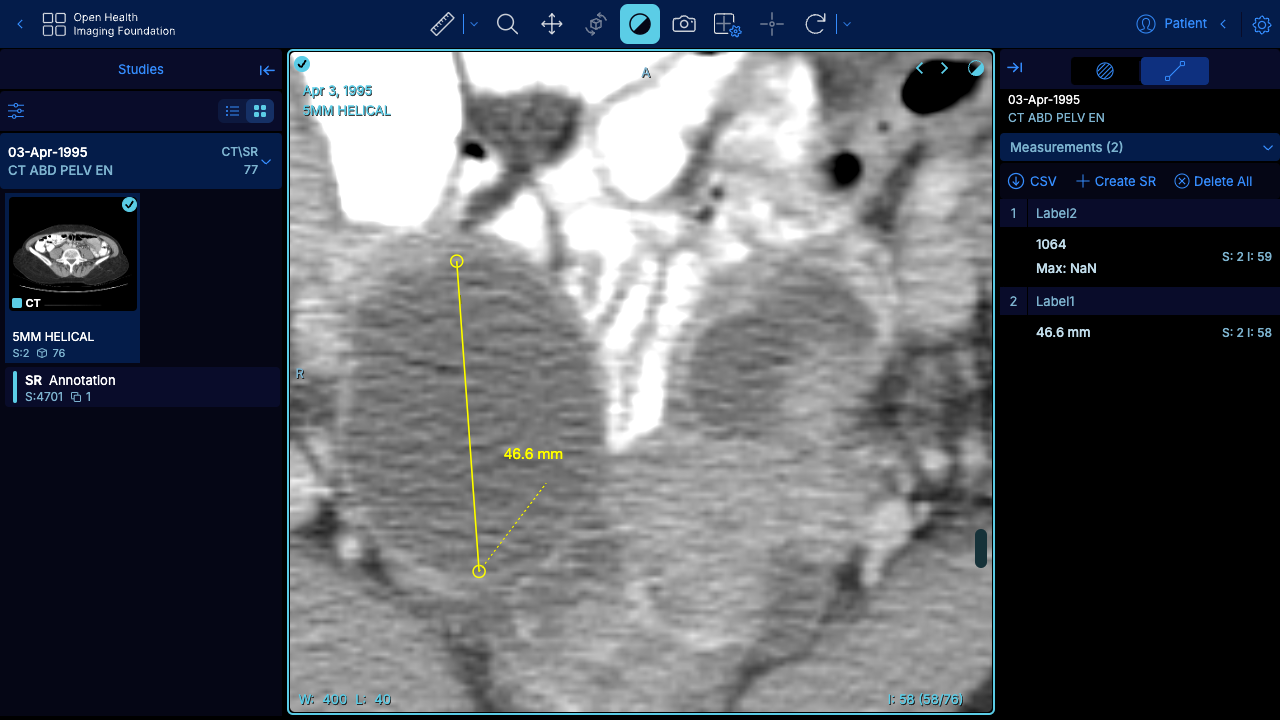 Open Health
Imaging Foundation
Patient
Studies
03-Apr-1995
CT ABD PELV EN
CT\SR
77
CT
5MM HELICAL
S:2 76
SR Annotation
S:4701 1
Apr 3, 1995
5MM HELICAL
A
R
46.6 mm
W: 400 L: 40
I: 58 (58/76)
03-Apr-1995
CT ABD PELV EN
Measurements (2)
CSV
Create SR
Delete All
1 Label2
1064
Max: NaN
S: 2 I: 59
2 Label1
46.6 mm
S: 2 I: 58